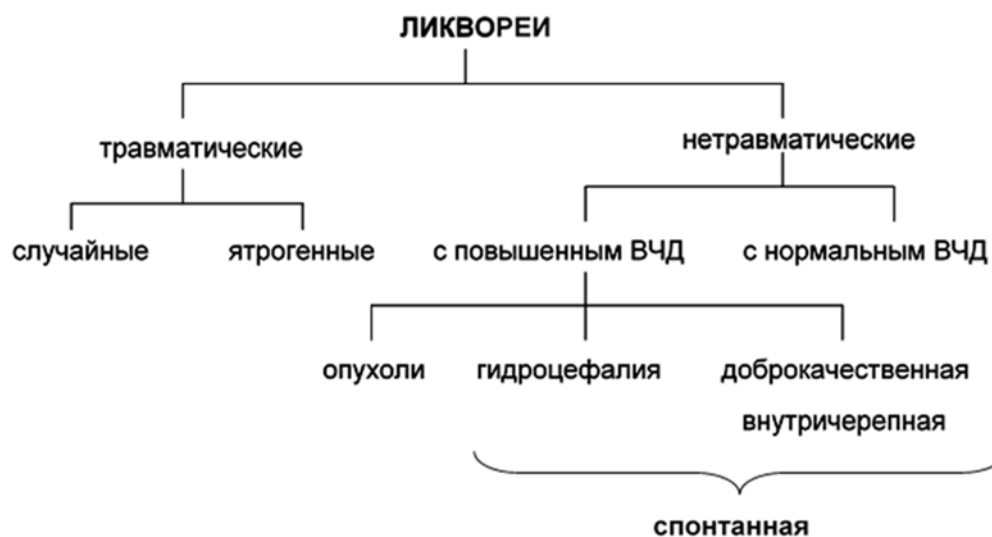 ЛИКВОРЕИ
травматические
нетравматические
случайные
ятрогенные
с повышенным ВЧД
с нормальным ВЧД
опухоли
гидроцефалия
доброкачественная
внутричерепная
спонтанная